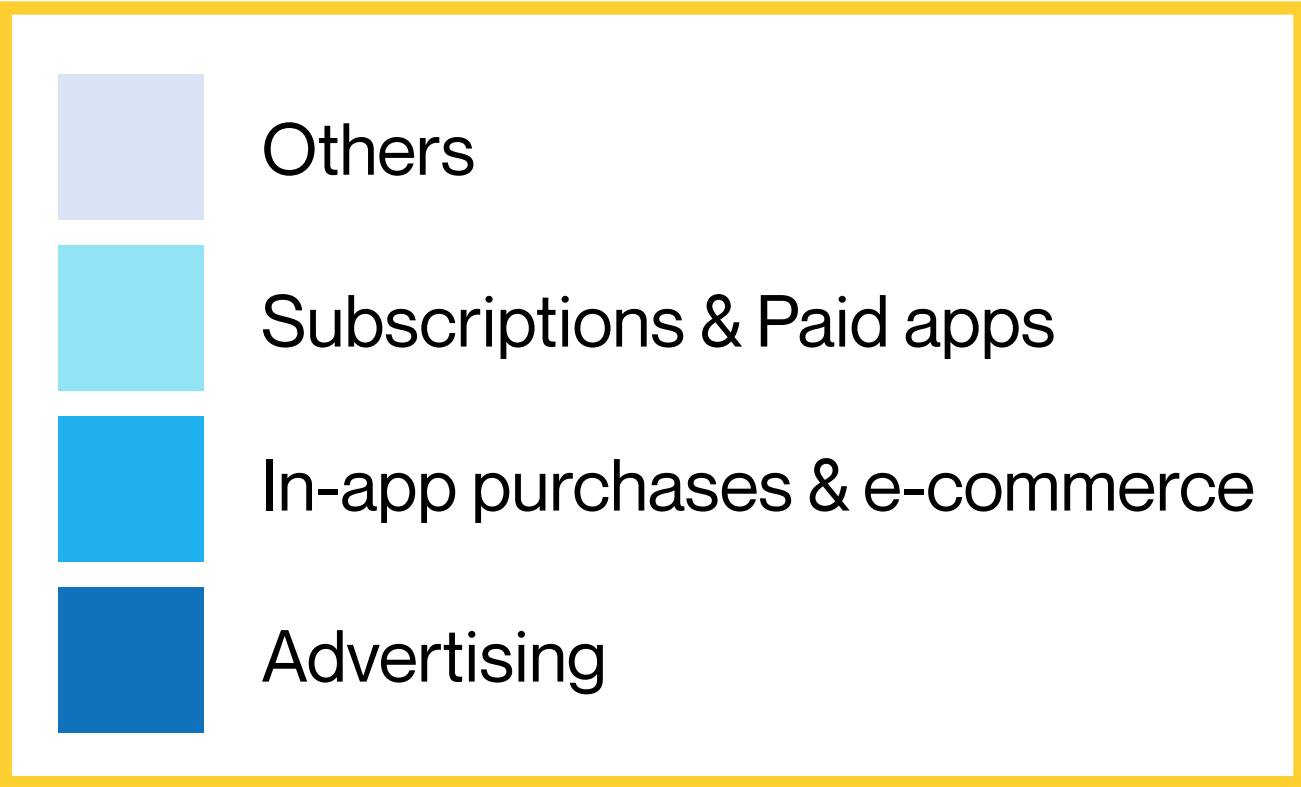 Others
Subscriptions & Paid apps
In-app purchases & e-commerce
Advertising